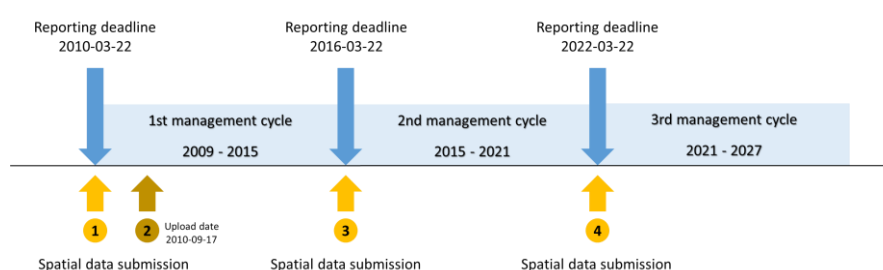 Reporting deadline
2010-03-22
Reporting deadline
2016-03-22
Reporting deadline
2022-03-22
1st management cycle
2009 - 2015
2nd management cycle
2015 - 2021
3rd management cycle
2021 - 2027
1
2
Upload date
2010-09-17
3
4
Spatial data submission
Spatial data submission
Spatial data submission